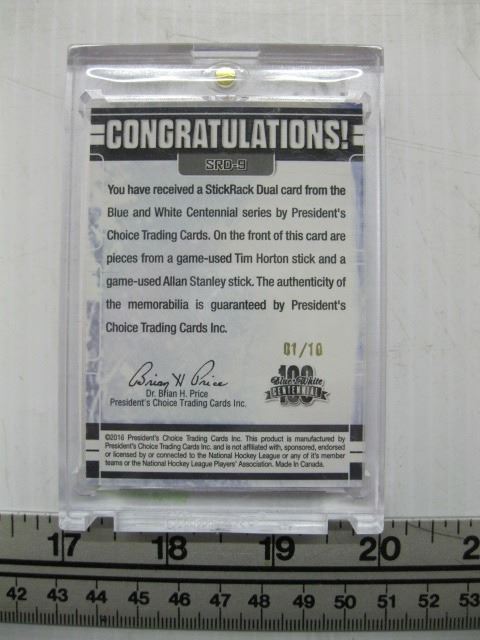 CONGRATULATIONS!
SRD-9
You have received a StickRack Dual card from the
Blue and White Centennial series by President's
Choice Trading Cards. On the front of this card are
pieces from a game-used Tim Horton stick and a
game-used Allan Stanley stick. The authenticity of
the memorabilia is guaranteed by President's
Choice Trading Cards Inc.
01/10
Brian H Price
Dr. Brian H. Price
President's Choice Trading Cards Inc.
100
Blue & White
CENTENNIAL
©2016 President's Choice Trading Cards Inc. This product is manufactured by
President's Choice Trading Cards Inc. and is not affiliated with, sponsored, endorsed
or licensed by or connected to the National Hockey League or any of it's member
teams or the National Hockey League Players' Association. Made In Canada.
17 18 19 20 2
42 43 44 45 46 47 48 49 50 51 52 53